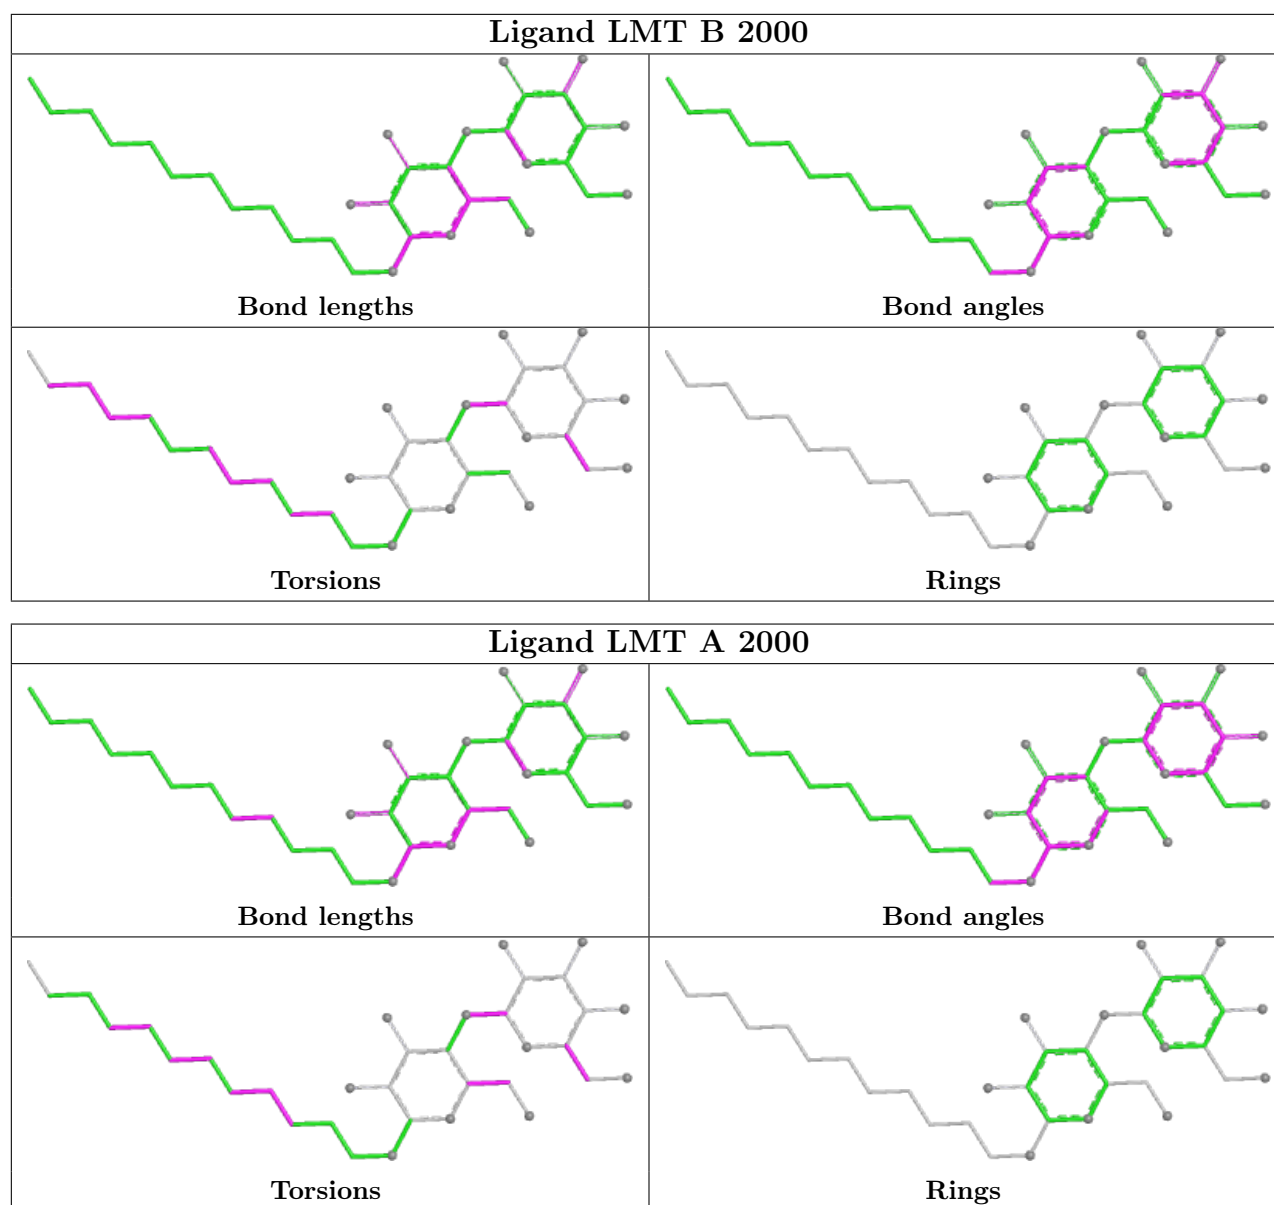 Ligand LMT B 2000
Bond lengths
Bond angles
Torsions
Rings
Ligand LMT A 2000
Bond lengths
Bond angles
Torsions
Rings